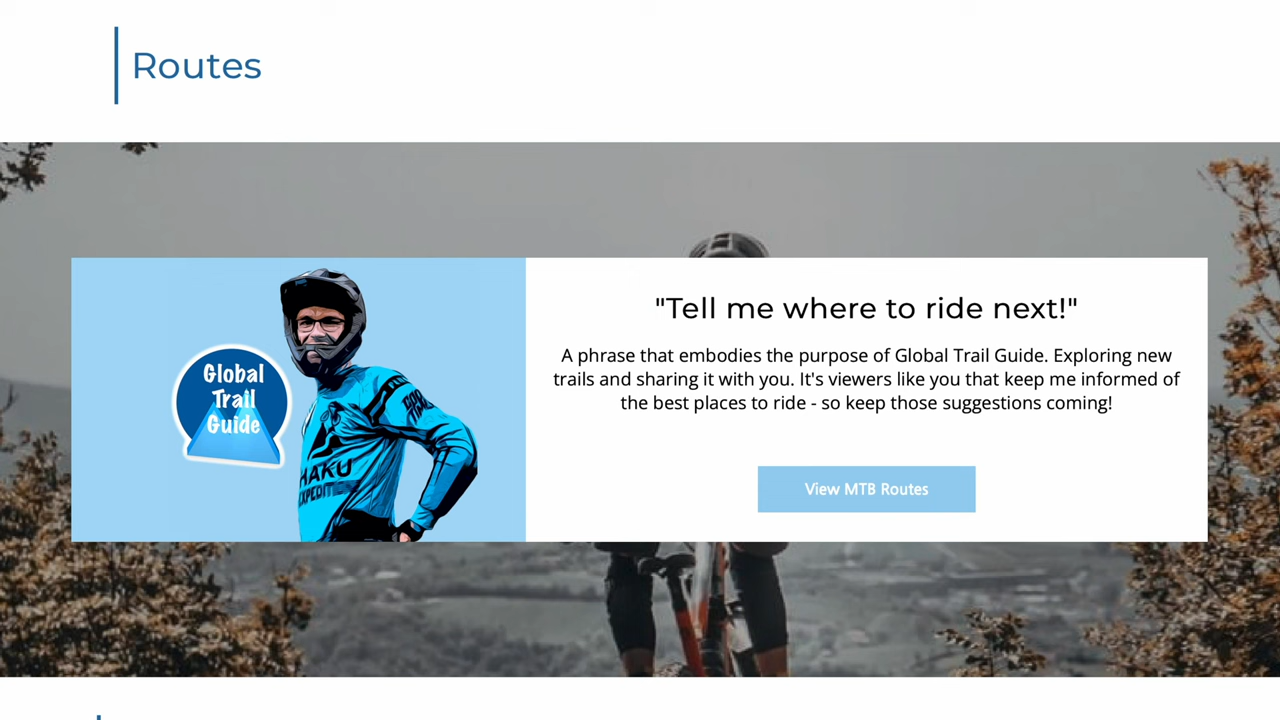 Routes
Global
Trail
Guide
HAKU
EXPEDITION
"Tell me where to ride next!"
A phrase that embodies the purpose of Global Trail Guide. Exploring new
trails and sharing it with you. It's viewers like you that keep me informed of
the best places to ride - so keep those suggestions coming!
View MTB Routes